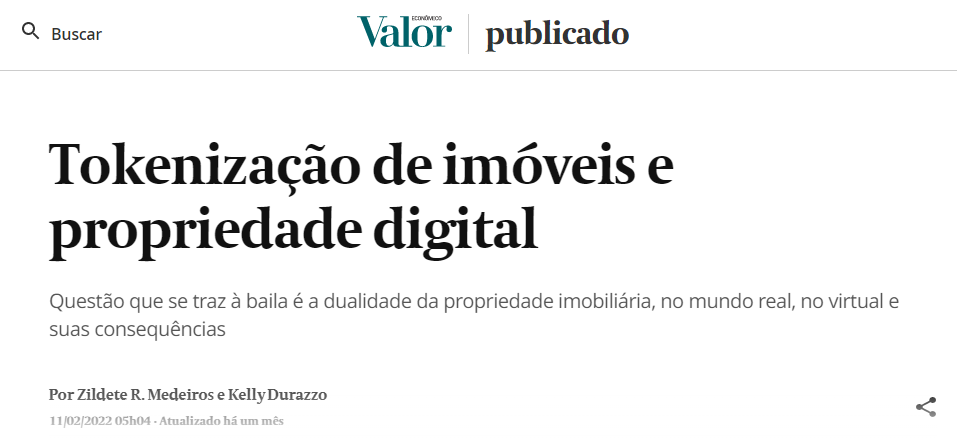 Buscar
ECONÔMICO
Valor
publicado
Tokenização de imóveis e
propriedade digital
Questão que se traz à baila é a dualidade da propriedade imobiliária, no mundo real, no virtual e
suas consequências
Por Zildete R. Medeiros e Kelly Durazzo
11/02/2022 05h04 · Atualizado há um mês